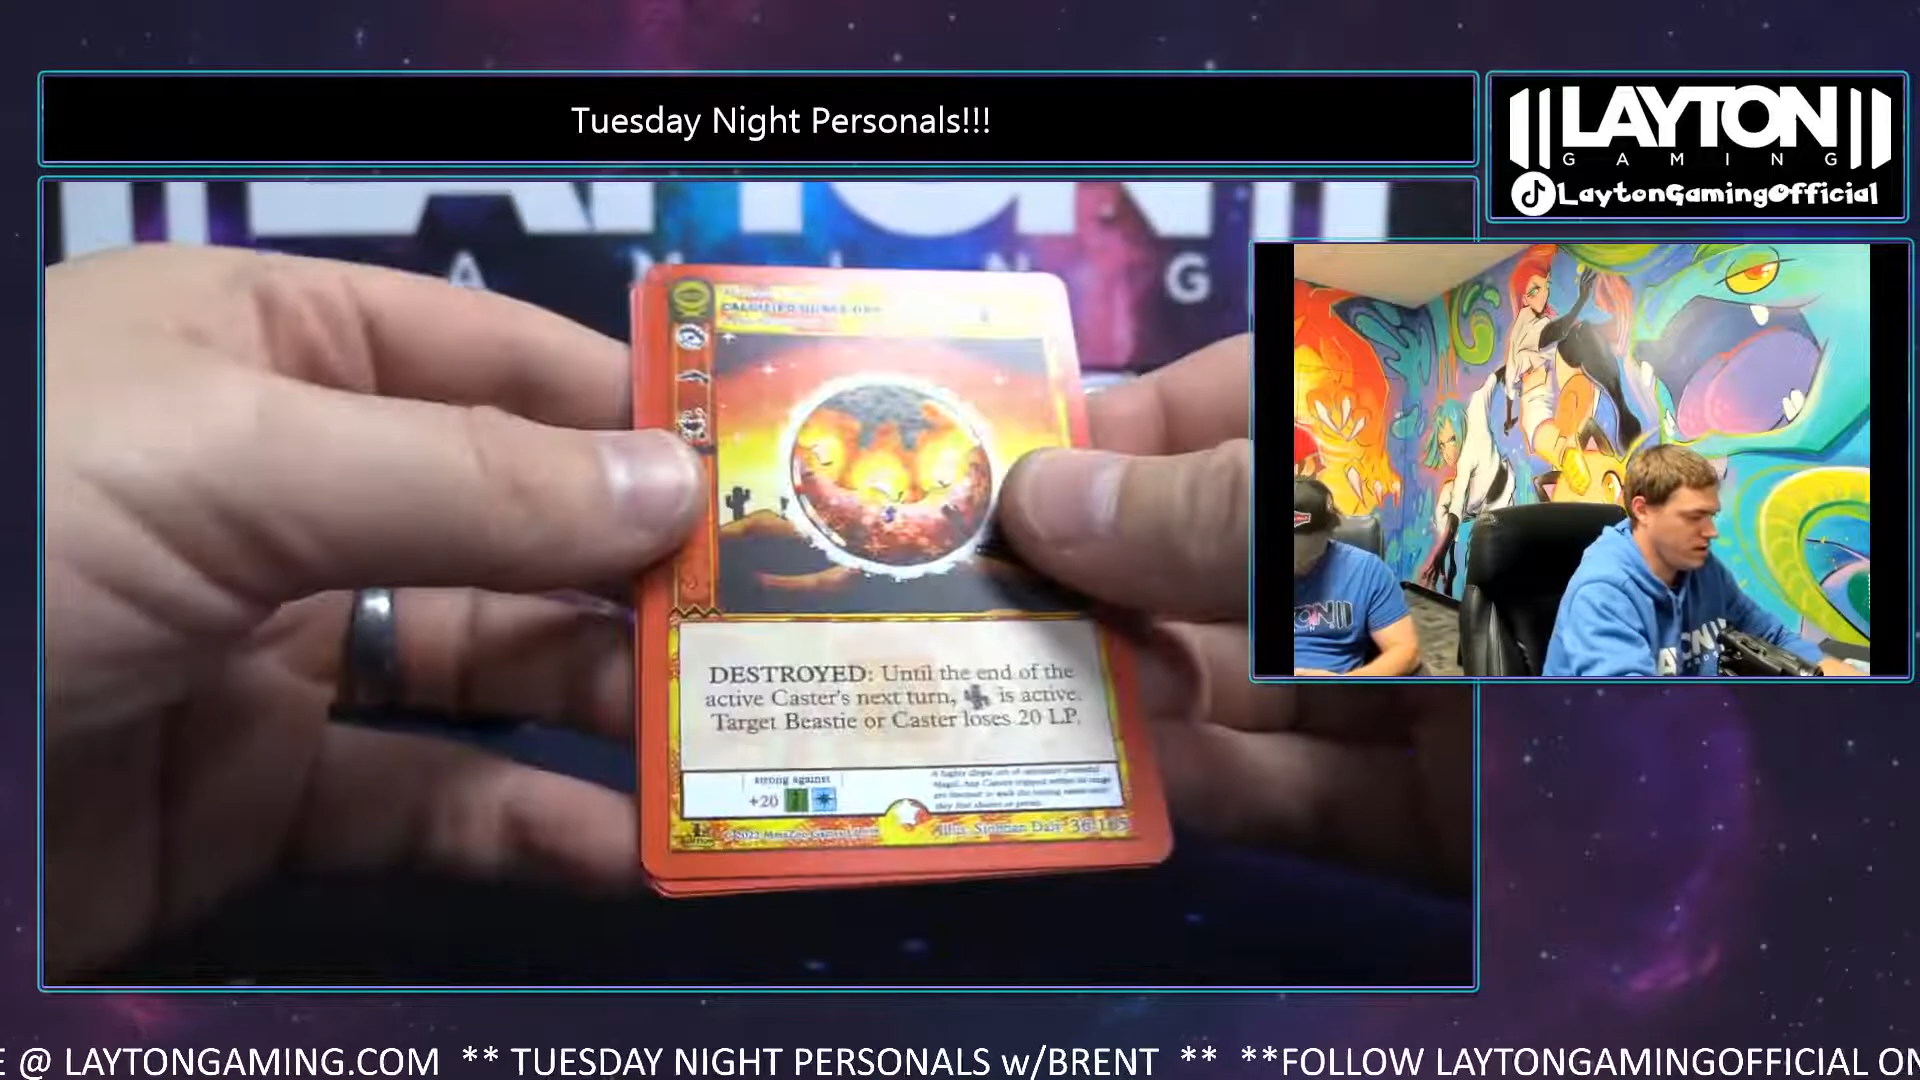 Tuesday Night Personals!!!
LAYTON
GAMING
LaytonGamingOfficial
DESTROYED: Until the end of the
active Caster's next turn, is active.
Target Beastie or Caster loses 20 LP.
strong against
+20
E @ LAYTONGAMING.COM ** TUESDAY NIGHT PERSONALS w/BRENT ** **FOLLOW LAYTONGAMINGOFFICIAL ON